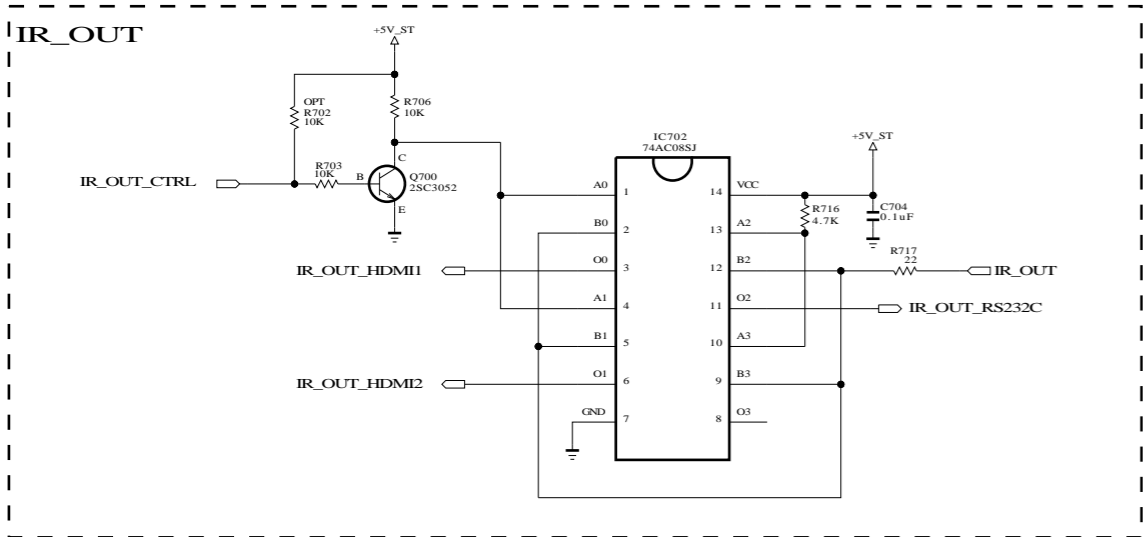 IR_OUT
+5V_ST
OPT
R702
10K
R706
10K
R703
10K
IR_OUT_CTRL
B
C
E
Q700
2SC3052
IC702
74AC08SJ
+5V_ST
A0
1
14
VCC
R716
4.7K
C704
0.1uF
B0
2
13
A2
IR_OUT_HDMI1
O0
3
12
B2
R717
22
IR_OUT
A1
4
11
O2
IR_OUT_RS232C
B1
5
10
A3
IR_OUT_HDMI2
O1
6
9
B3
GND
7
8
O3